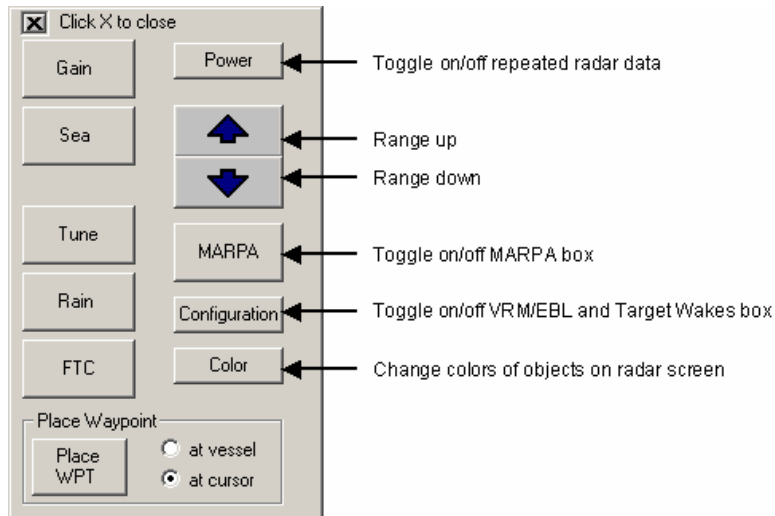 X Click X to close
Gain
Power
Toggle on/off repeated radar data
Sea
Range up
Range down
Tune
MARPA
Toggle on/off MARPA box
Rain
Configuration
Toggle on/off VRM/EBL and Target Wakes box
FTC
Color
Change colors of objects on radar screen
Place Waypoint
Place
WPT
at vessel
at cursor